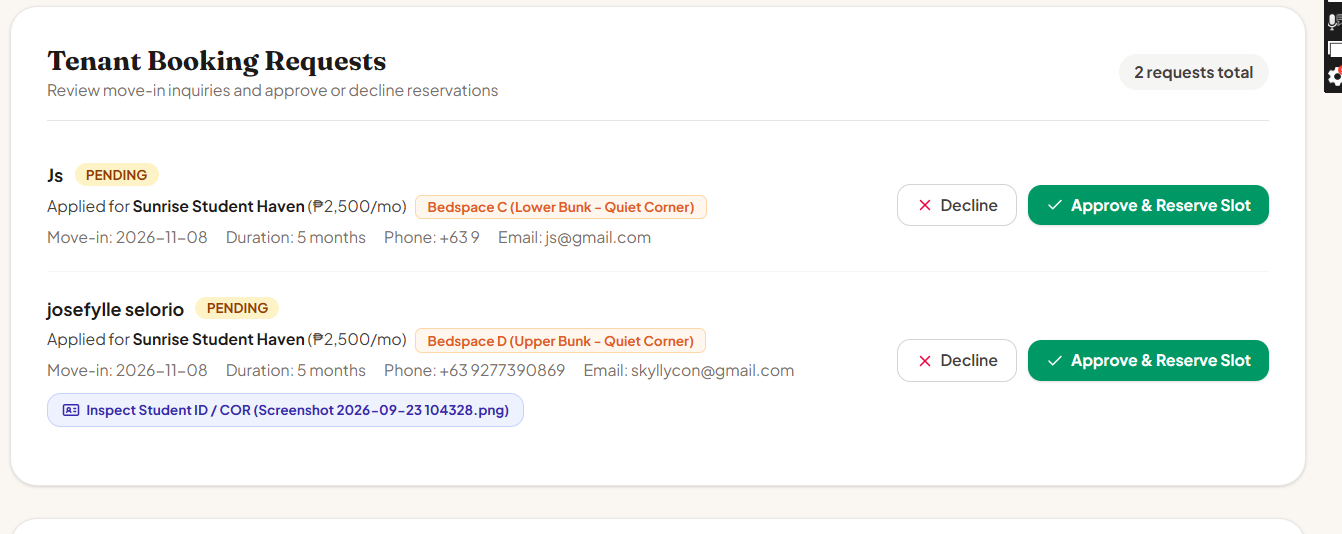 Tenant Booking Requests
Review move-in inquiries and approve or decline reservations
2 requests total
Js PENDING
Applied for Sunrise Student Haven (₱2,500/mo) Bedspace C (Lower Bunk - Quiet Corner)
Move-in: 2026-11-08 Duration: 5 months Phone: +63 9 Email: js@gmail.com
Decline Approve & Reserve Slot
josefylle selorio PENDING
Applied for Sunrise Student Haven (₱2,500/mo) Bedspace D (Upper Bunk - Quiet Corner)
Move-in: 2026-11-08 Duration: 5 months Phone: +63 9277390869 Email: skyllycon@gmail.com
Decline Approve & Reserve Slot
Inspect Student ID / COR (Screenshot 2026-09-23 104328.png)